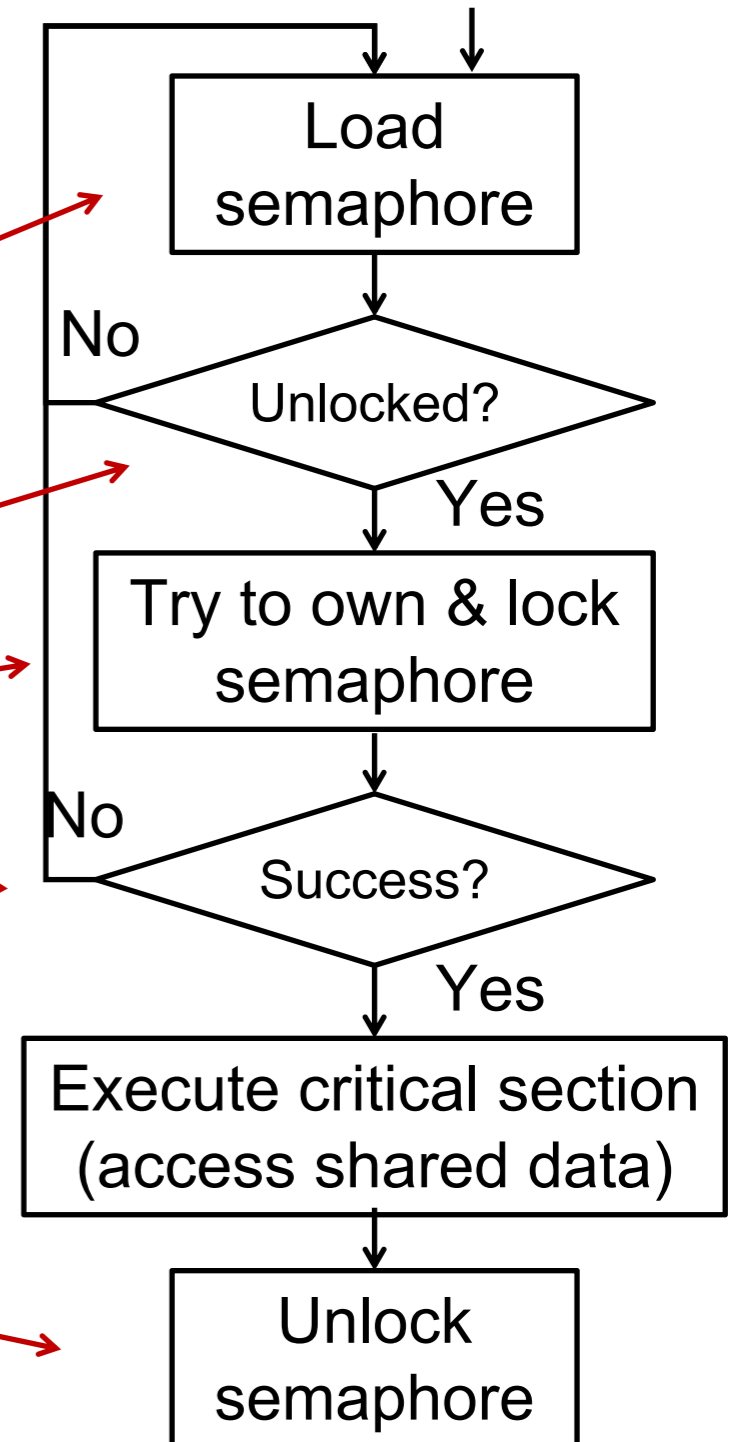 Load
semaphore
No
Unlocked?
Yes
Try to own & lock
semaphore
No
Success?
Yes
Execute critical section
(access shared data)
Unlock
semaphore